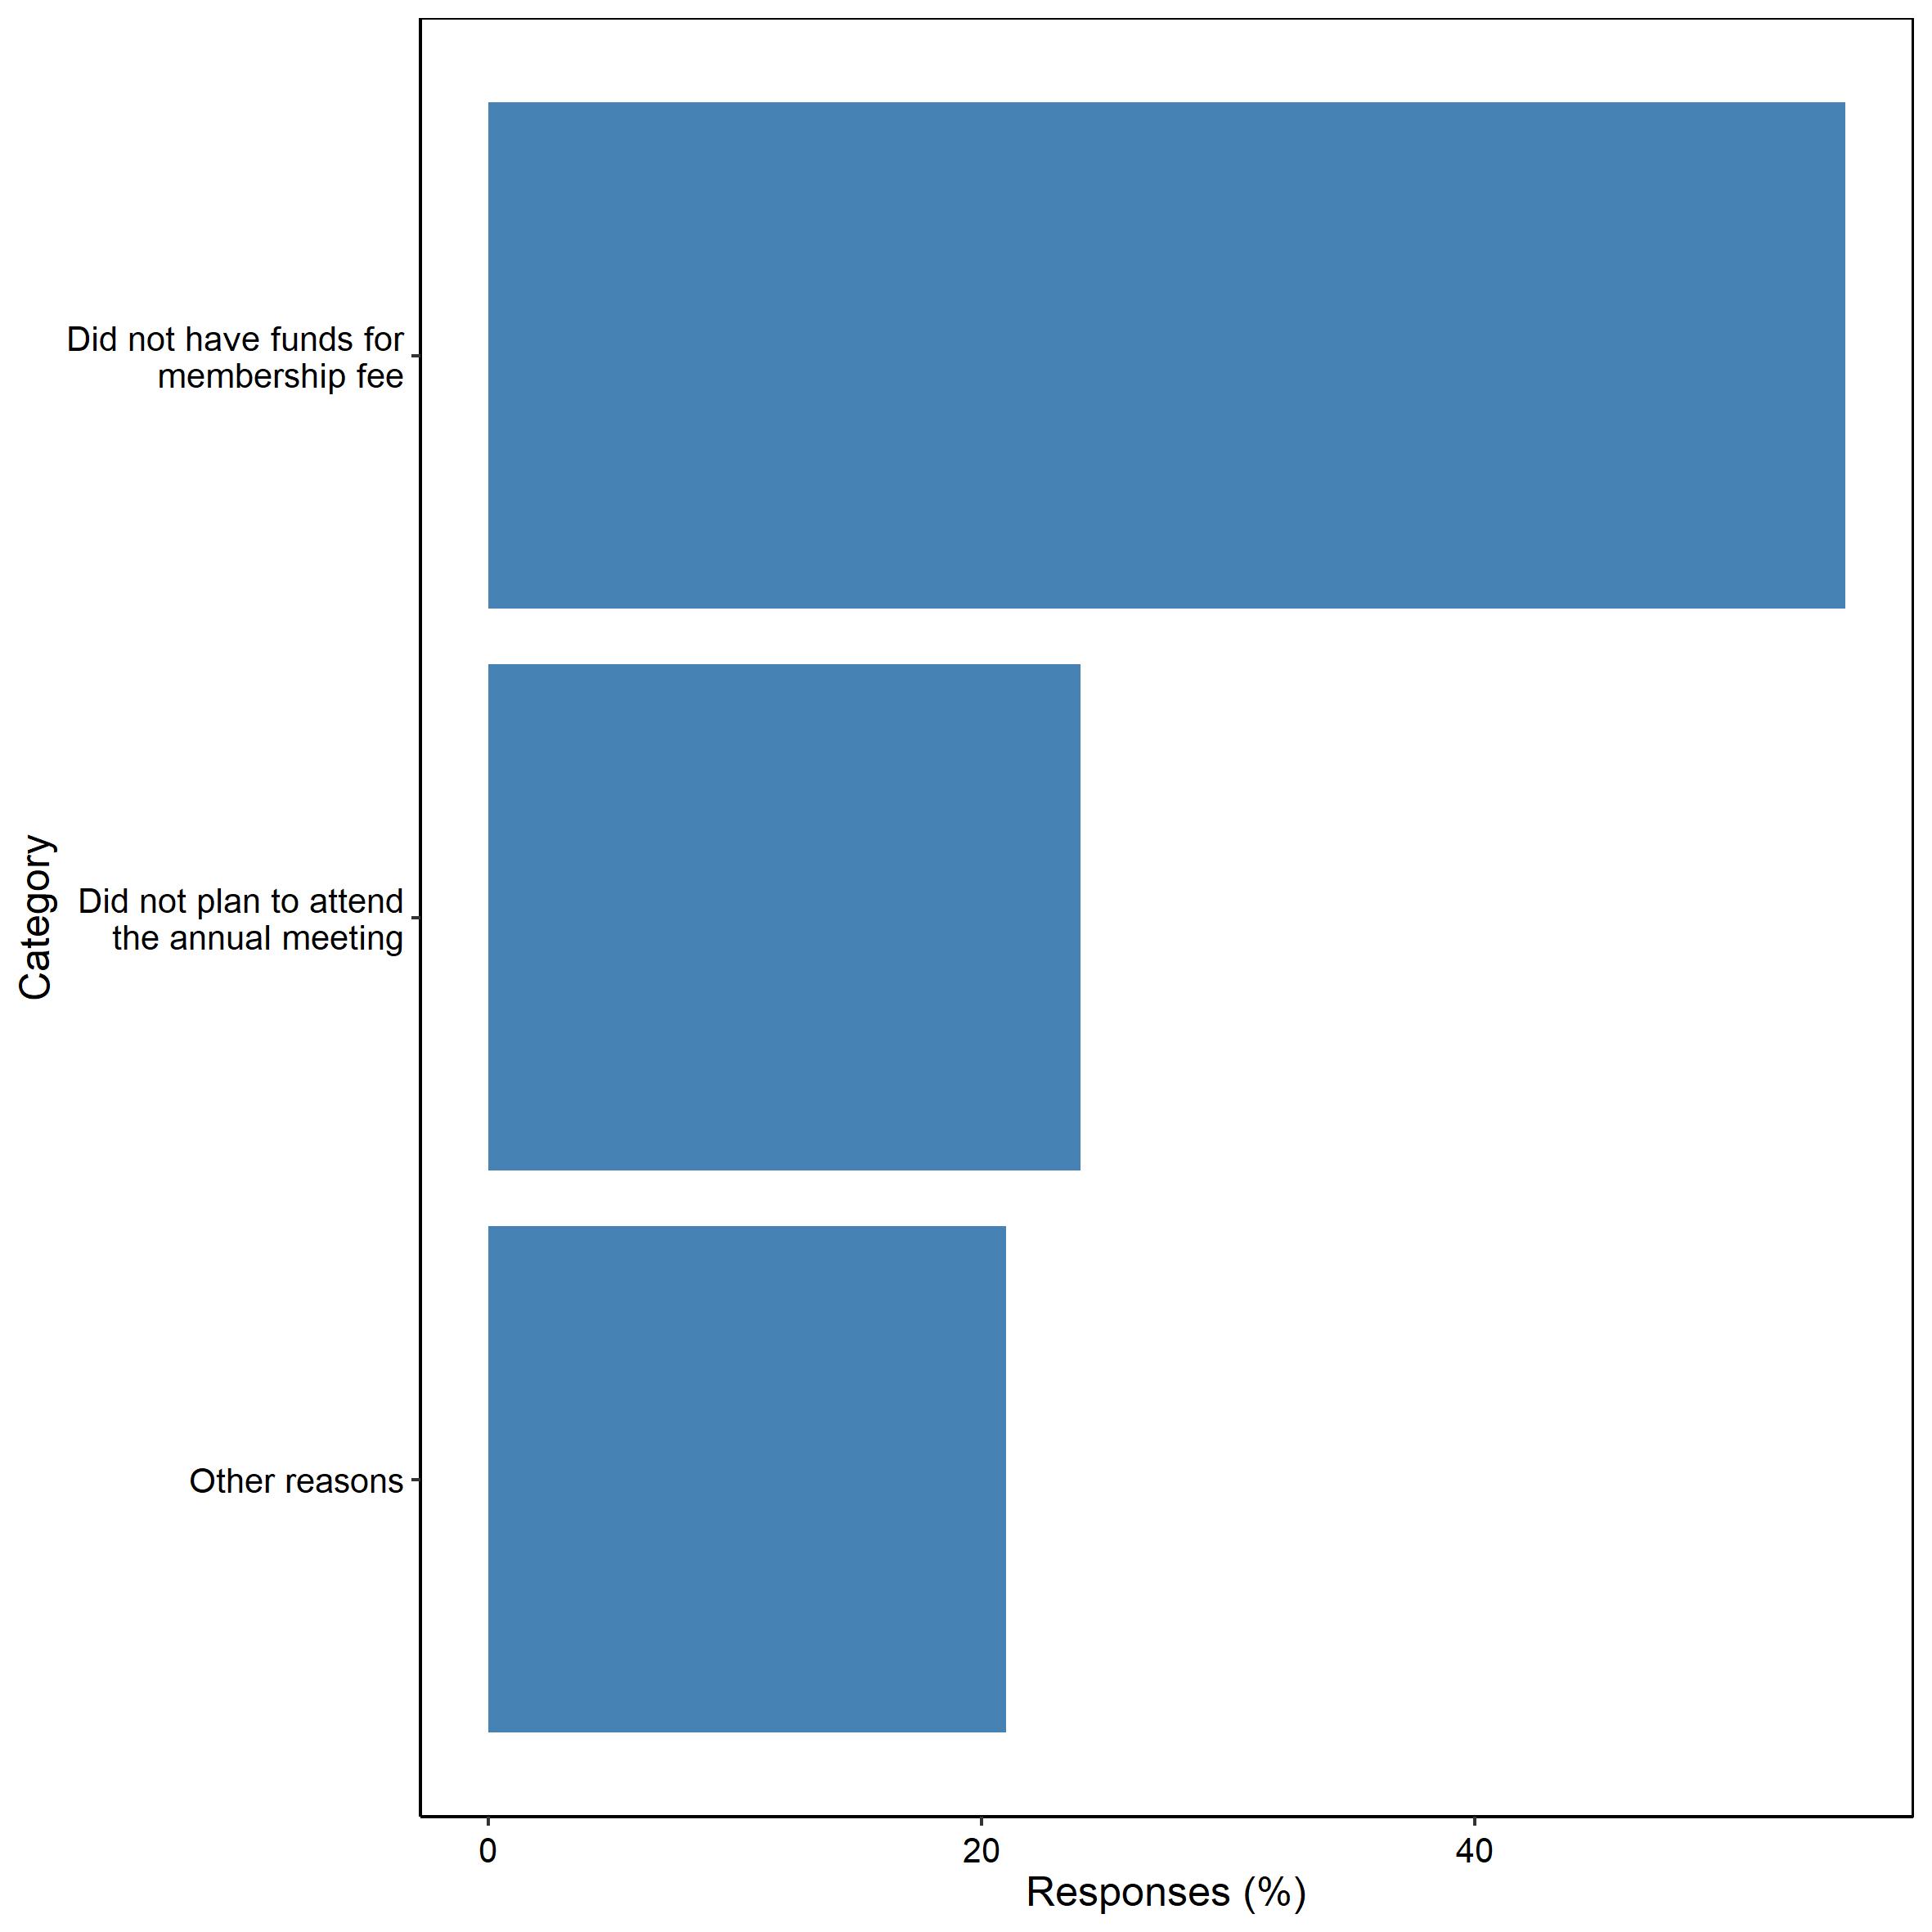 Category
Did not have funds for
membership fee
Did not plan to attend
the annual meeting
Other reasons
0 20 40
Responses (%)